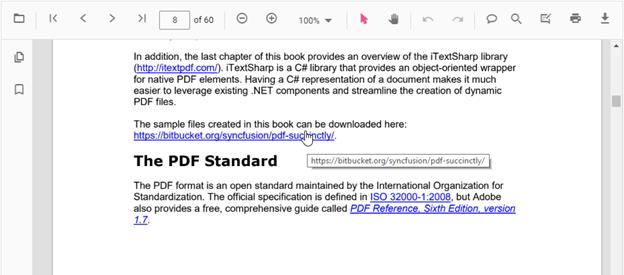 8 of 60 100%
In addition, the last chapter of this book provides an overview of the iTextSharp library
(http://itextpdf.com/). iTextSharp is a C# library that provides an object-oriented wrapper
for native PDF elements. Having a C# representation of a document makes it much
easier to leverage existing .NET components and streamline the creation of dynamic
PDF files.
The sample files created in this book can be downloaded here:
https://bitbucket.org/syncfusion/pdf-succinctly/.
The PDF Standard
https://bitbucket.org/syncfusion/pdf-succinctly/
The PDF format is an open standard maintained by the International Organization for
Standardization. The official specification is defined in ISO 32000-1:2008, but Adobe
also provides a free, comprehensive guide called PDF Reference, Sixth Edition, version
1.7.